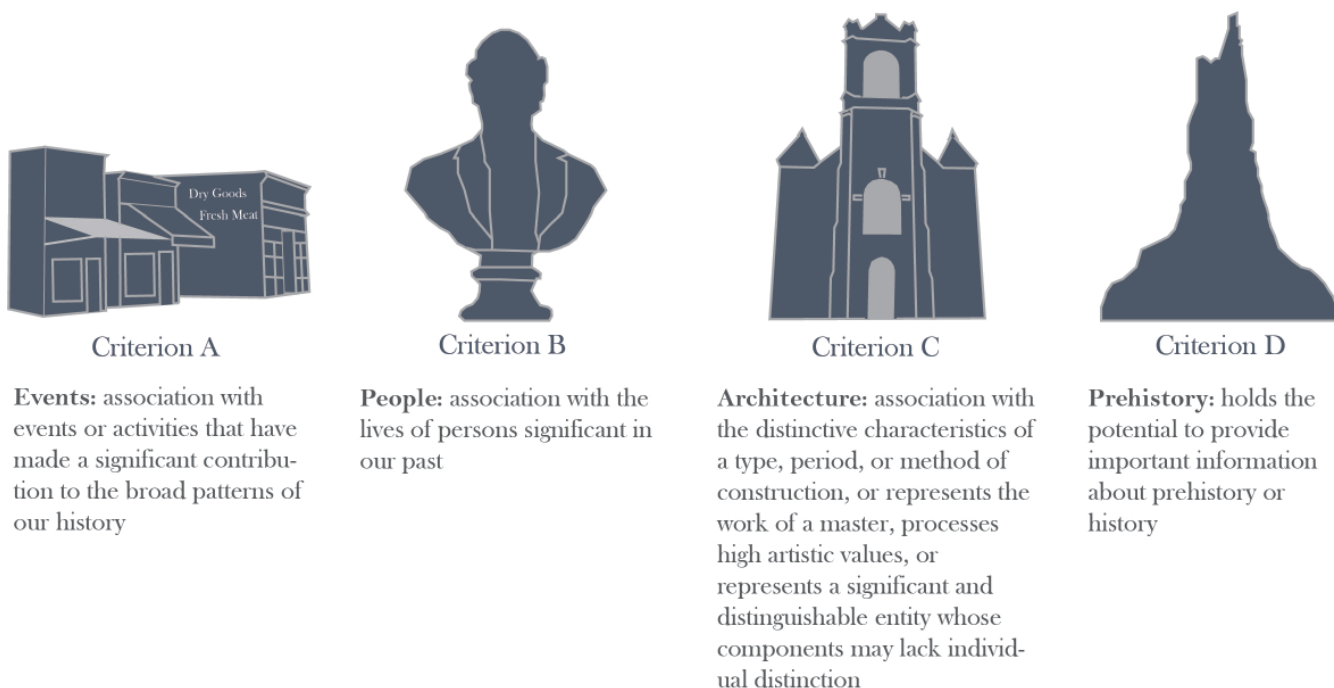 Dry Goods
Fresh Meat
Criterion A
Events: association with
events or activities that have
made a significant contribu-
tion to the broad patterns of
our history
Criterion B
People: association with the
lives of persons significant in
our past
Criterion C
Architecture: association with
the distinctive characteristics of
a type, period, or method of
construction, or represents the
work of a master, processes
high artistic values, or
represents a significant and
distinguishable entity whose
components may lack individ-
ual distinction
Criterion D
Prehistory: holds the
potential to provide
important information
about prehistory or
history